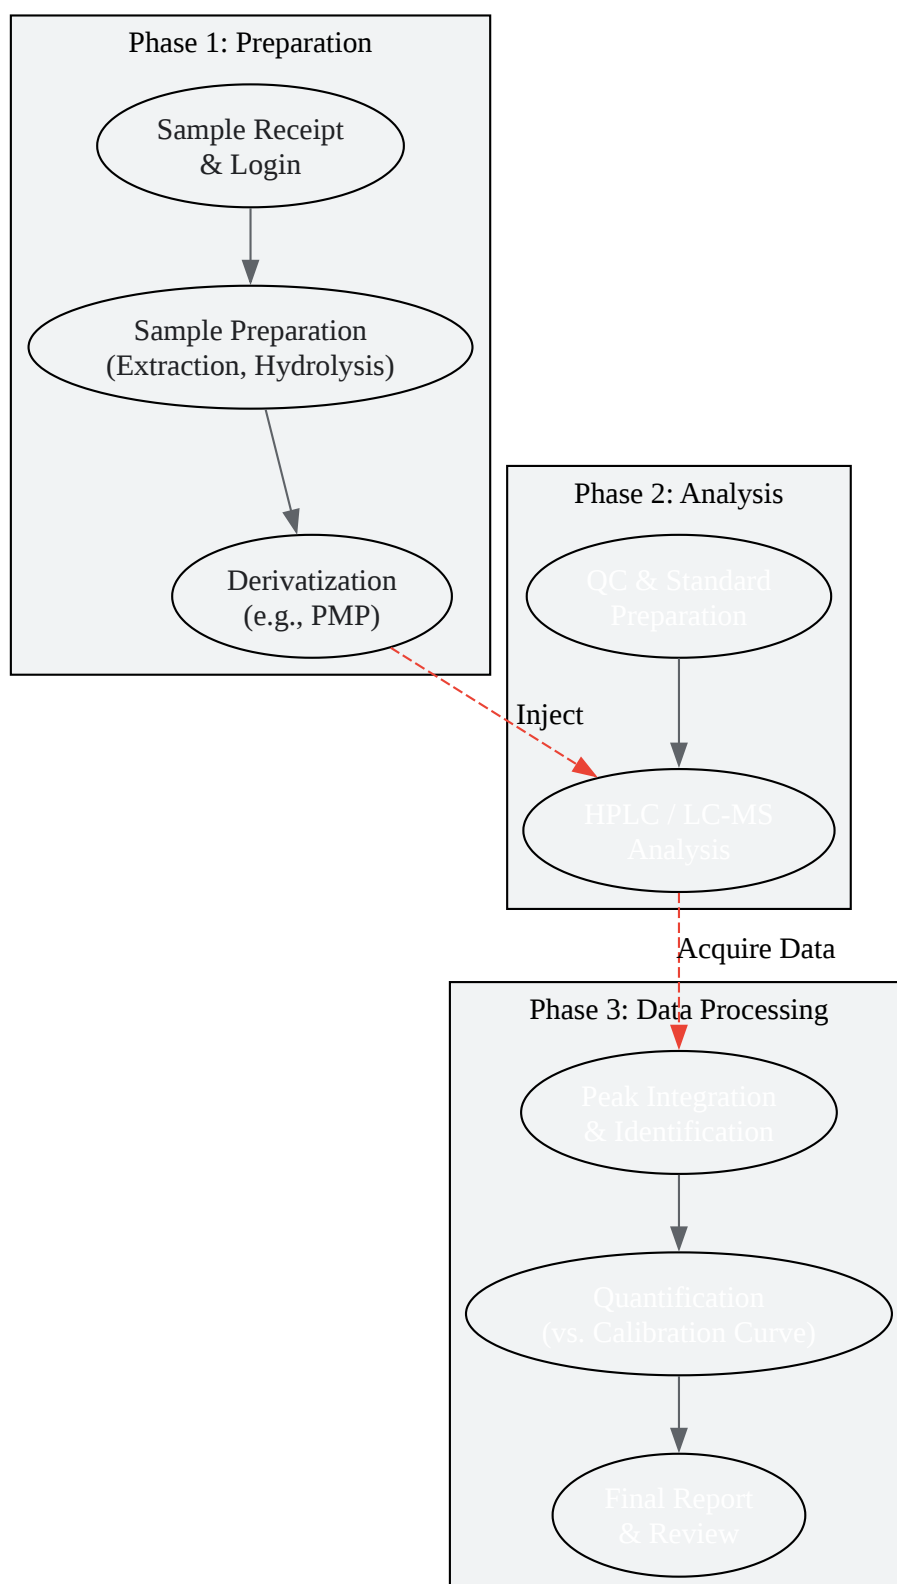 Phase 1: Preparation
Sample Receipt
& Login
Sample Preparation
(Extraction, Hydrolysis)
Derivatization
(e.g., PMP)
Inject
Phase 2: Analysis
QC & Standard
Preparation
HPLC / LC-MS
Analysis
Acquire Data
Phase 3: Data Processing
Peak Integration
& Identification
Quantification
(vs. Calibration Curve)
Final Report
& Review